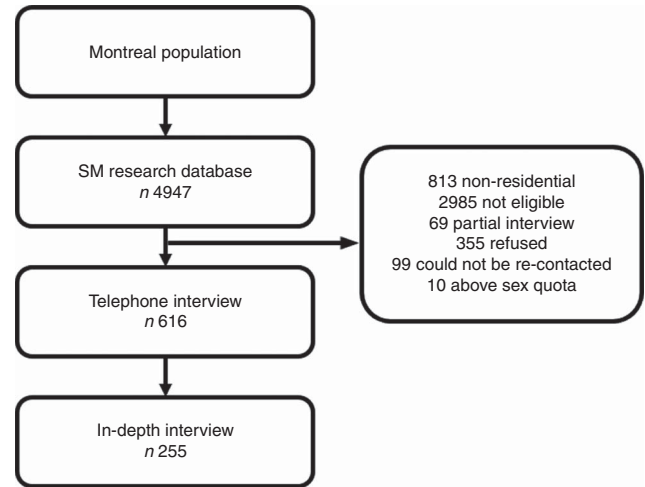 Montreal population
SM research database
n 4947
813 non-residential
2985 not eligible
69 partial interview
355 refused
99 could not be re-contacted
10 above sex quota
Telephone interview
n 616
In-depth interview
n 255